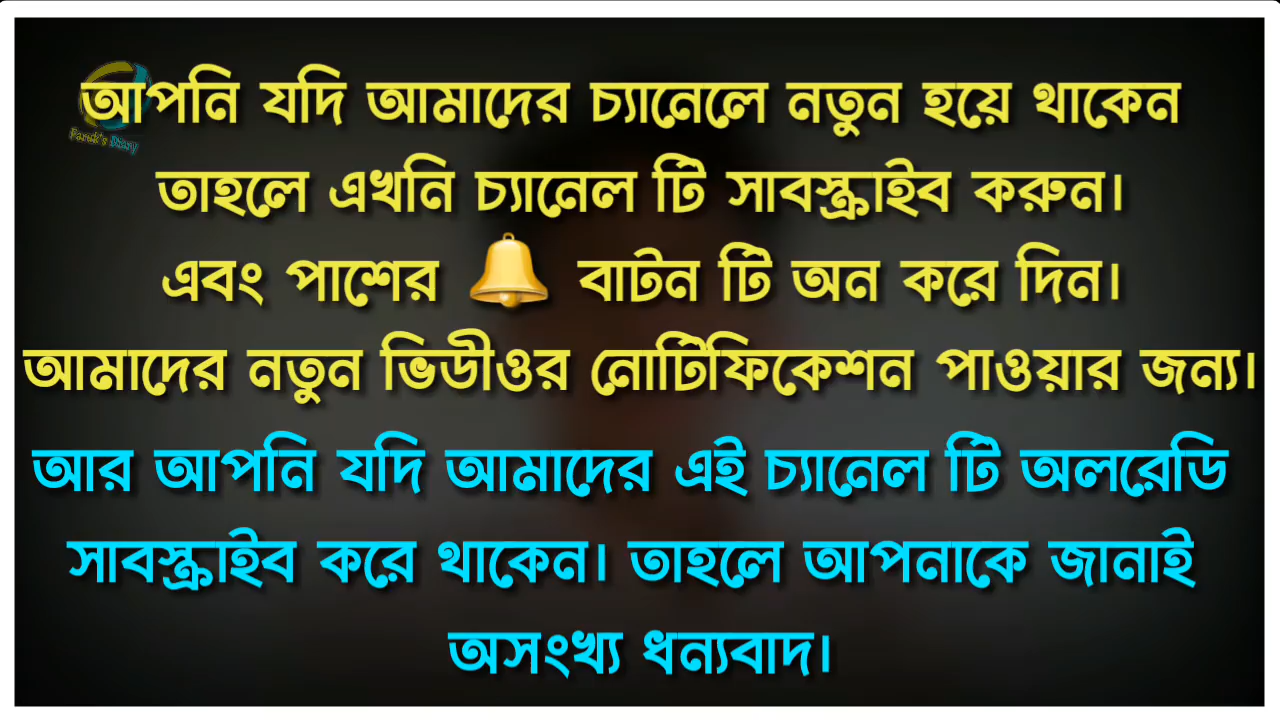 আপনি যদি আমাদের চ্যানেলে নতুন হয়ে থাকেন
তাহলে এখনি চ্যানেল টি সাবস্ক্রাইব করুন।
এবং পাশের 🔔 বাটন টি অন করে দিন।
আমাদের নতুন ভিডীওর নোটিফিকেশন পাওয়ার জন্য।
আর আপনি যদি আমাদের এই চ্যানেল টি অলরেডি
সাবস্ক্রাইব করে থাকেন। তাহলে আপনাকে জানাই
অসংখ্য ধন্যবাদ।